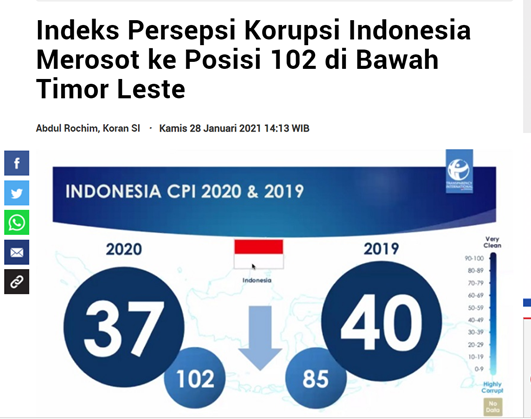 Indeks Persepsi Korupsi Indonesia
Merosot ke Posisi 102 di Bawah
Timor Leste
Abdul Rochim, Koran SI • Kamis 28 Januari 2021 14:13 WIB
INDONESIA CPI 2020 & 2019
TRANSPARENCY
INTERNATIONAL
2020
2019
Indonesia
37
40
102
85
Very
Clean
90-100
80-89
70-79
60-69
50-59
40-49
30-39
20-29
10-19
0-9
Highly
Corrupt
No
Data